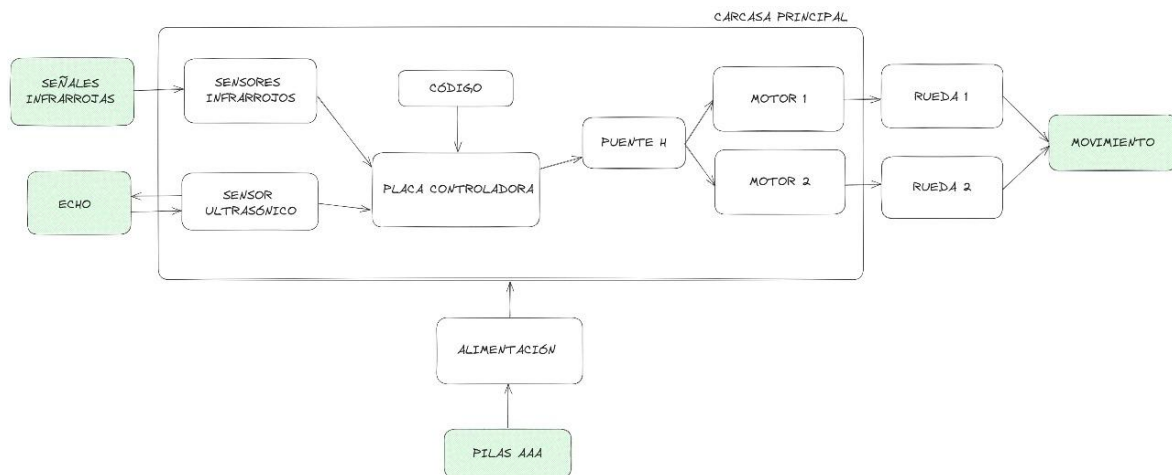 CARCASA PRINCIPAL
SEÑALES
INFRARROJAS
SENSORES
INFRARROJOS
CÓDIGO
MOTOR 1
RUEDA 1
PUENTE H
MOVIMIENTO
ECHO
SENSOR
ULTRASÓNICO
PLACA CONTROLADORA
MOTOR 2
RUEDA 2
ALIMENTACIÓN
PILAS AAA